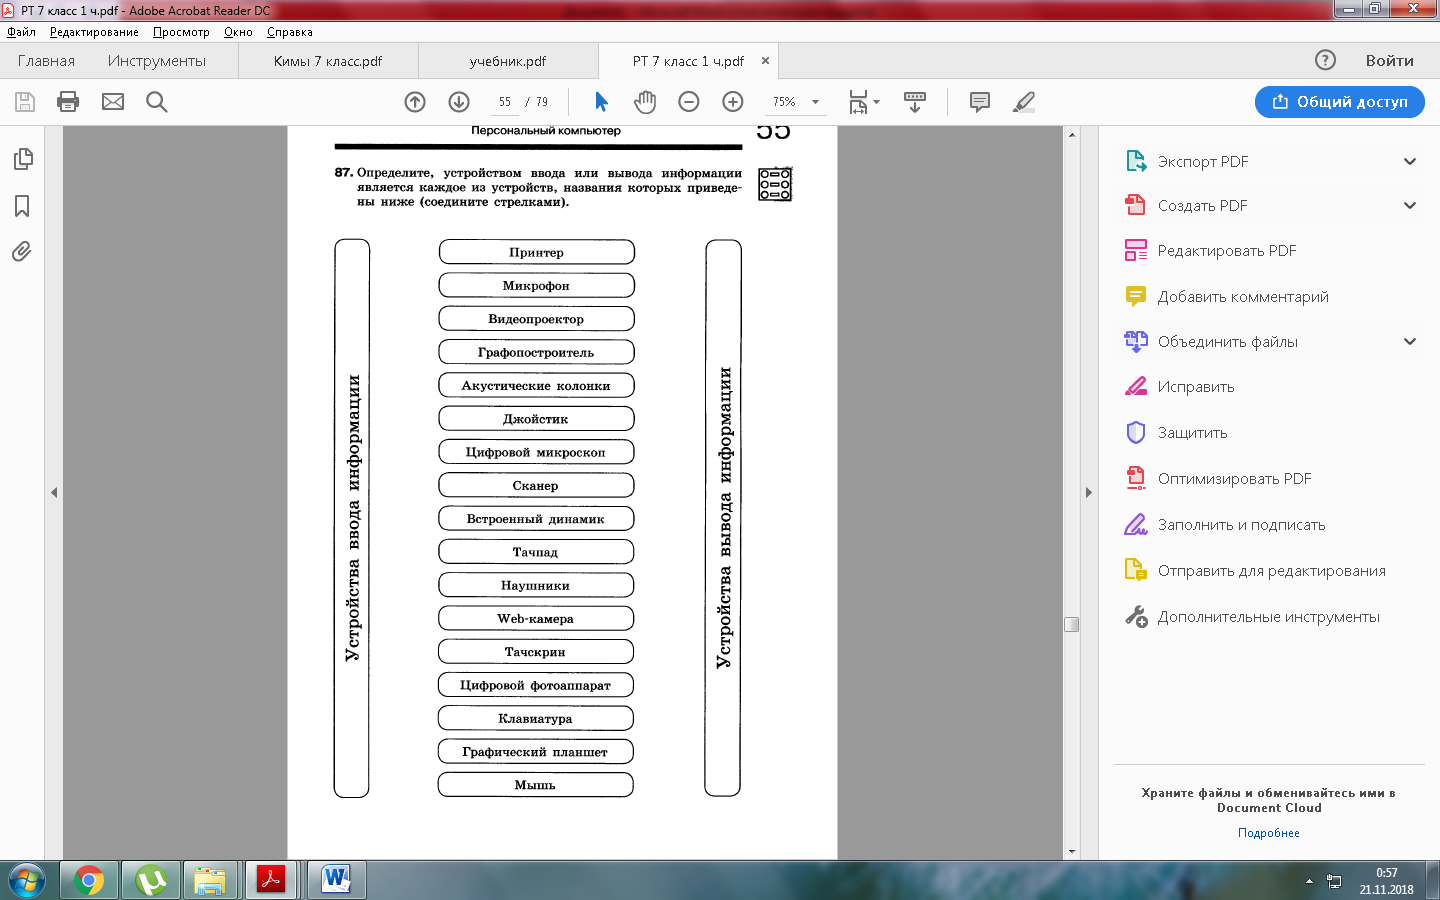 РТ 7 класс 1 ч.pdf - Adobe Acrobat Reader DC
Файл Редактирование Просмотр Окно Справка
Главная Инструменты Кимы 7 класс.pdf учебник.pdf РТ 7 класс 1 ч.pdf × ? Войти
55 / 79 75% Общий доступ
Персональный компьютер 55
87. Определите, устройством ввода или вывода информации
является каждое из устройств, названия которых приведе-
ны ниже (соедините стрелками).
Устройства ввода информации
Принтер
Микрофон
Видеопроектор
Графопостроитель
Акустические колонки
Джойстик
Цифровой микроскоп
Сканер
Встроенный динамик
Тачпад
Наушники
Web-камера
Тачскрин
Цифровой фотоаппарат
Клавиатура
Графический планшет
Мышь
Устройства вывода информации
Экспорт PDF
Создать PDF
Редактировать PDF
Добавить комментарий
Объединить файлы
Исправить
Защитить
Оптимизировать PDF
Заполнить и подписать
Отправить для редактирования
Дополнительные инструменты
Храните файлы и обменивайтесь ими в
Document Cloud
Подробнее
0:57
21.11.2018